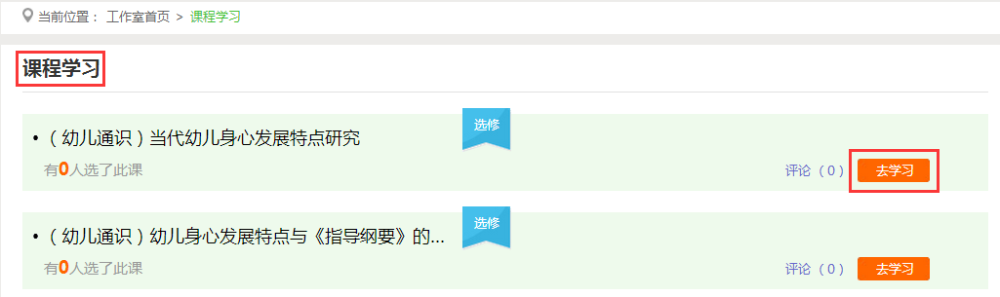 当前位置： 工作室首页 > 课程学习
课程学习
选修
• （幼儿通识）当代幼儿身心发展特点研究
有0人选了此课
评论（0） 去学习
选修
• （幼儿通识）幼儿身心发展特点与《指导纲要》的...
有0人选了此课
评论（0） 去学习